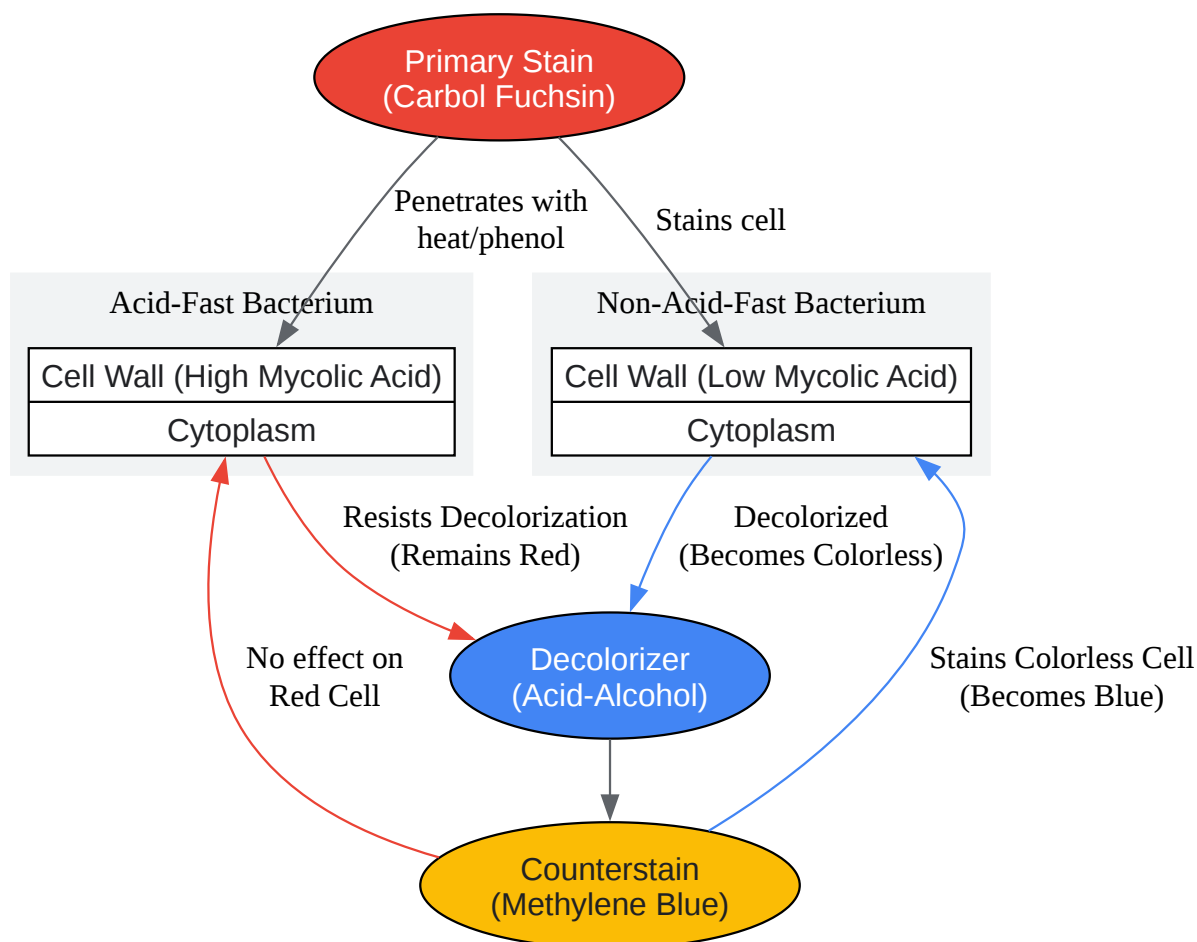 Primary Stain
(Carbol Fuchsin)
Penetrates with
heat/phenol
Stains cell
Acid-Fast Bacterium
Non-Acid-Fast Bacterium
Cell Wall (High Mycolic Acid)
Cytoplasm
Cell Wall (Low Mycolic Acid)
Cytoplasm
Resists Decolorization
(Remains Red)
Decolorized
(Becomes Colorless)
No effect on
Red Cell
Decolorizer
(Acid-Alcohol)
Stains Colorless Cell
(Becomes Blue)
Counterstain
(Methylene Blue)